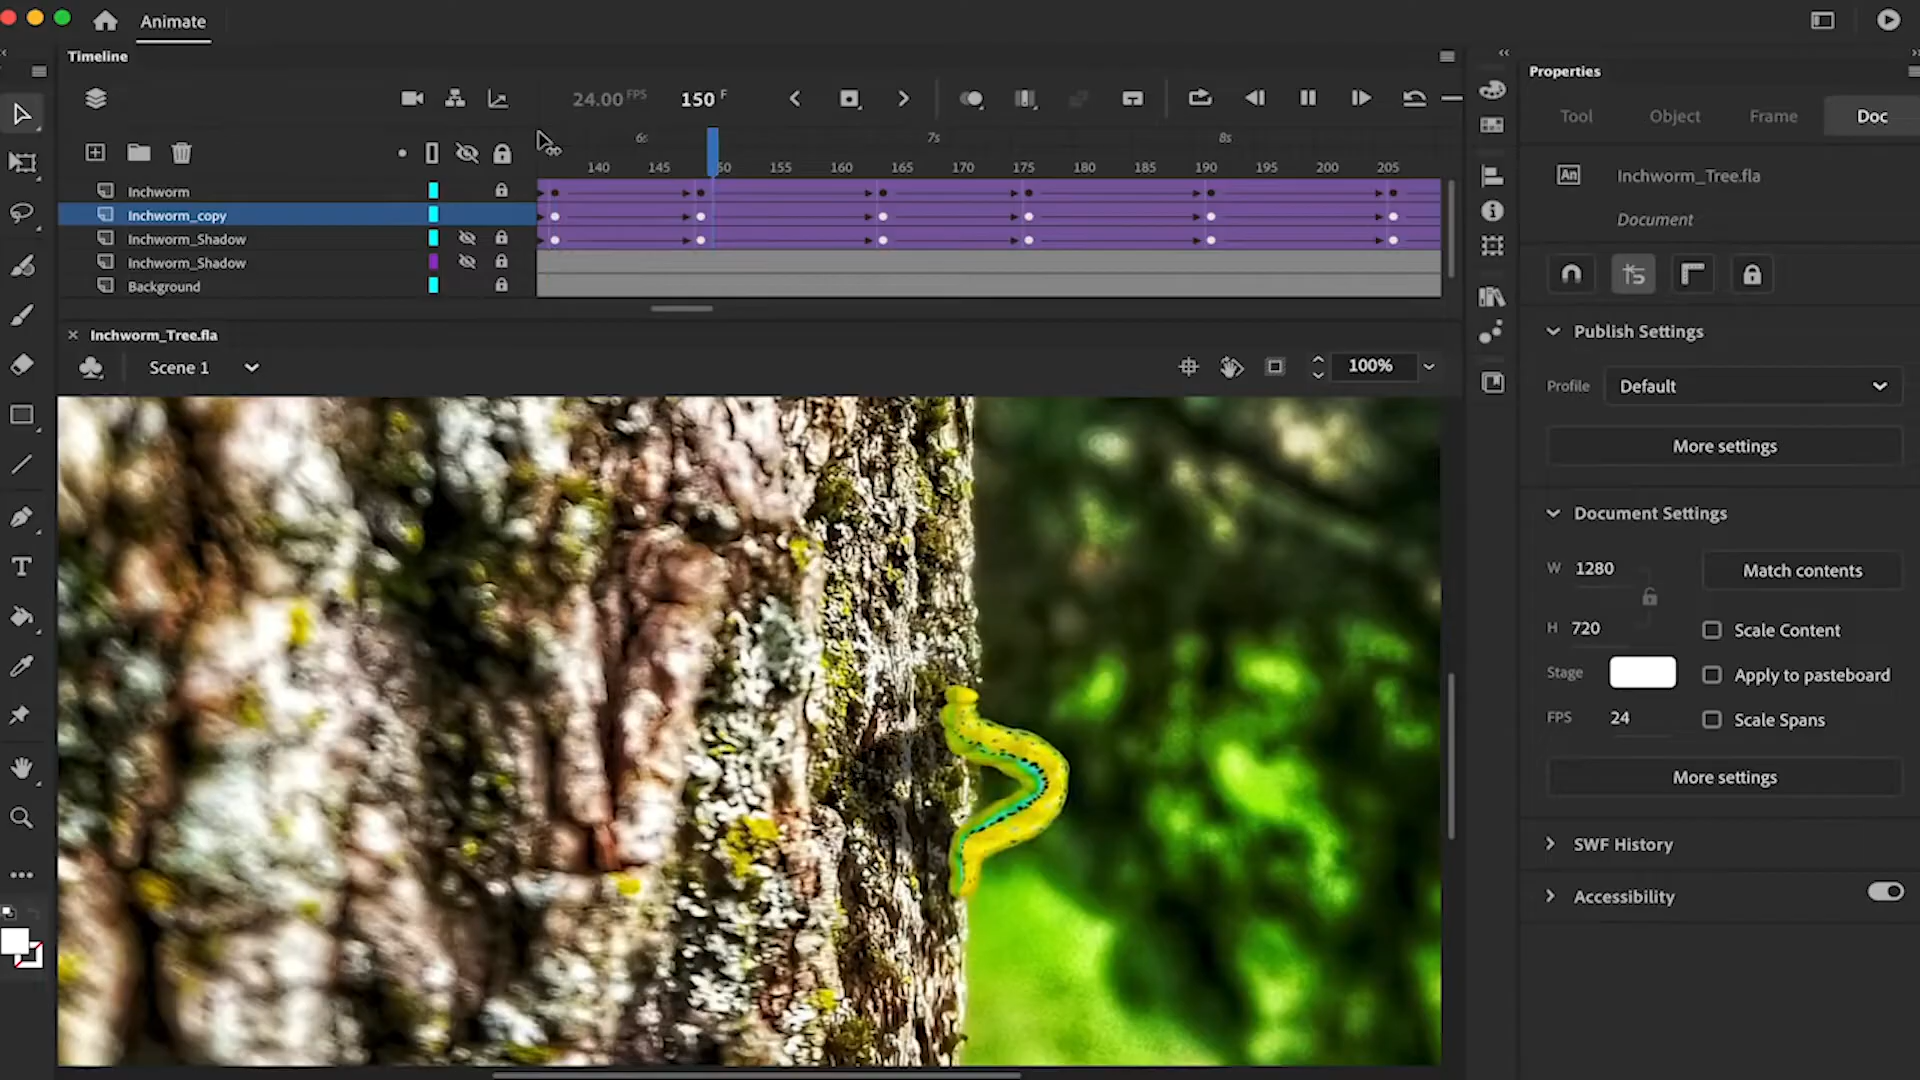 Animate
Timeline
Properties
24.00 FPS 150 F
Tool Object Frame Doc
6s 7s 8s
140 145 50 155 160 165 170 175 180 185 190 195 200 205
Inchworm
Inchworm_copy
Inchworm_Shadow
Inchworm_Shadow
Background
An Inchworm_Tree.fla
Document
Inchworm_Tree.fla
Scene 1
100%
Publish Settings
Profile Default
More settings
Document Settings
W 1280 Match contents
H 720 Scale Content
Stage Apply to pasteboard
FPS 24 Scale Spans
More settings
SWF History
Accessibility